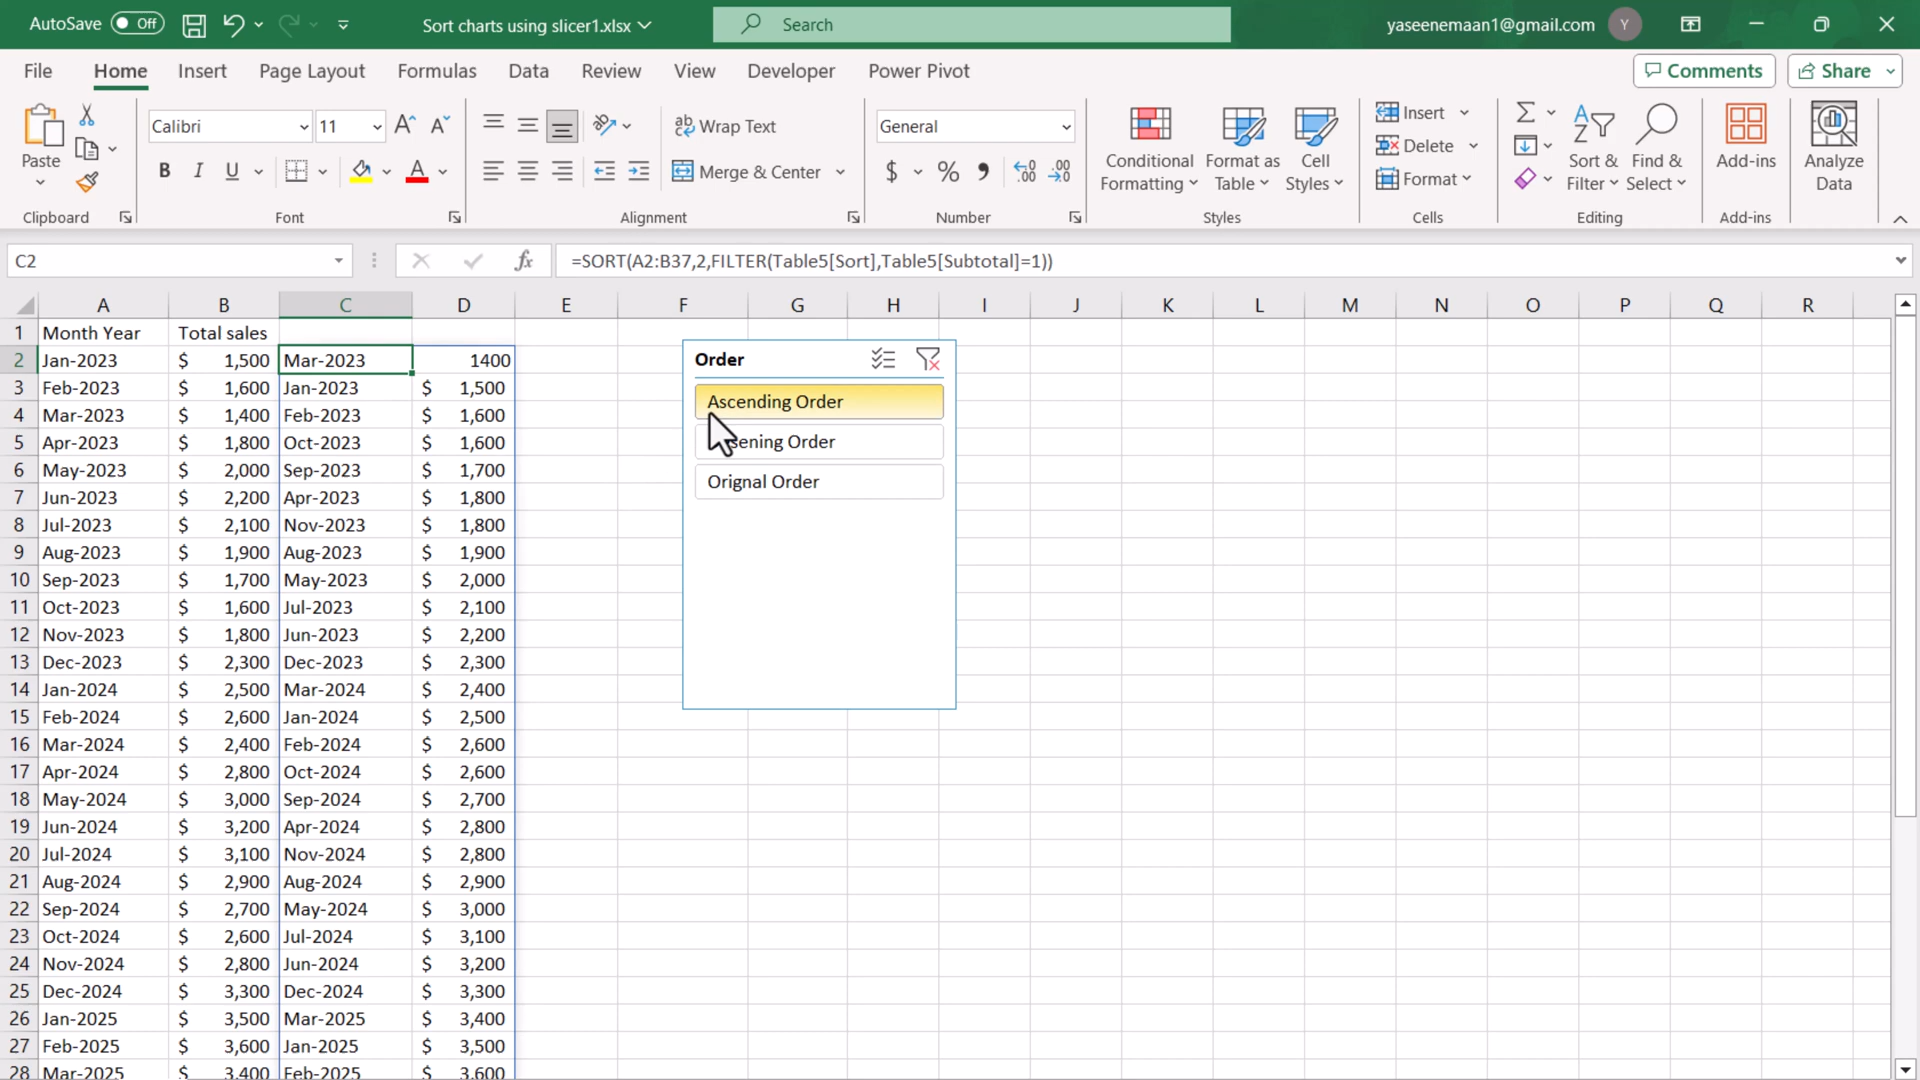 AutoSave Off Sort charts using slicer1.xlsx Search yaseenemaan1@gmail.com Y
File Home Insert Page Layout Formulas Data Review View Developer Power Pivot Comments Share
Paste Calibri 11 Wrap Text General Conditional Formatting Format as Table Cell Styles Insert Sort & Filter Find & Select Add-ins Analyze Data
B I U Merge & Center $ % Delete
Format
Clipboard Font Alignment Number Styles Cells Editing Add-ins
C2 fx =SORT(A2:B37,2,FILTER(Table5[Sort],Table5[Subtotal]=1))
A B C D E F G H I J K L M N O P Q R
1 Month Year Total sales
2 Jan-2023 $ 1,500 Mar-2023 1400
3 Feb-2023 $ 1,600 Jan-2023 $ 1,500
4 Mar-2023 $ 1,400 Feb-2023 $ 1,600
5 Apr-2023 $ 1,800 Oct-2023 $ 1,600
6 May-2023 $ 2,000 Sep-2023 $ 1,700
7 Jun-2023 $ 2,200 Apr-2023 $ 1,800
8 Jul-2023 $ 2,100 Nov-2023 $ 1,800
9 Aug-2023 $ 1,900 Aug-2023 $ 1,900
10 Sep-2023 $ 1,700 May-2023 $ 2,000
11 Oct-2023 $ 1,600 Jul-2023 $ 2,100
12 Nov-2023 $ 1,800 Jun-2023 $ 2,200
13 Dec-2023 $ 2,300 Dec-2023 $ 2,300
14 Jan-2024 $ 2,500 Mar-2024 $ 2,400
15 Feb-2024 $ 2,600 Jan-2024 $ 2,500
16 Mar-2024 $ 2,400 Feb-2024 $ 2,600
17 Apr-2024 $ 2,800 Oct-2024 $ 2,600
18 May-2024 $ 3,000 Sep-2024 $ 2,700
19 Jun-2024 $ 3,200 Apr-2024 $ 2,800
20 Jul-2024 $ 3,100 Nov-2024 $ 2,800
21 Aug-2024 $ 2,900 Aug-2024 $ 2,900
22 Sep-2024 $ 2,700 May-2024 $ 3,000
23 Oct-2024 $ 2,600 Jul-2024 $ 3,100
24 Nov-2024 $ 2,800 Jun-2024 $ 3,200
25 Dec-2024 $ 3,300 Dec-2024 $ 3,300
26 Jan-2025 $ 3,500 Mar-2025 $ 3,400
27 Feb-2025 $ 3,600 Jan-2025 $ 3,500
28 Mar-2025 $ 3,400 Feb-2025 $ 3,600
Order
Ascending Order
Order
Orignal Order